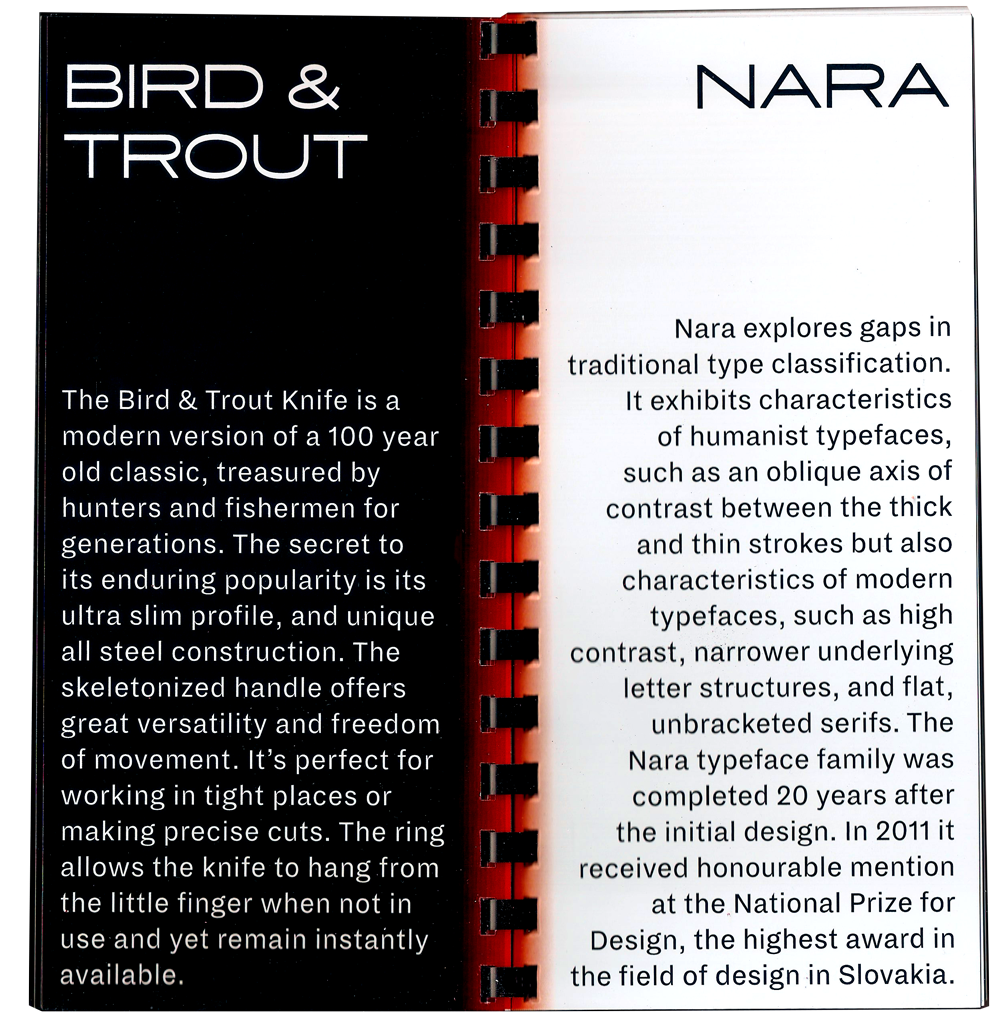 BIRD &
TROUT
The Bird & Trout Knife is a
modern version of a 100 year
old classic, treasured by
hunters and fishermen for
generations. The secret to
its enduring popularity is its
ultra slim profile, and unique
all steel construction. The
skeletonized handle offers
great versatility and freedom
of movement. It’s perfect for
working in tight places or
making precise cuts. The ring
allows the knife to hang from
the little finger when not in
use and yet remain instantly
available.
NARA
Nara explores gaps in
traditional type classification.
It exhibits characteristics
of humanist typefaces,
such as an oblique axis of
contrast between the thick
and thin strokes but also
characteristics of modern
typefaces, such as high
contrast, narrower underlying
letter structures, and flat,
unbracketed serifs. The
Nara typeface family was
completed 20 years after
the initial design. In 2011 it
received honourable mention
at the National Prize for
Design, the highest award in
the field of design in Slovakia.